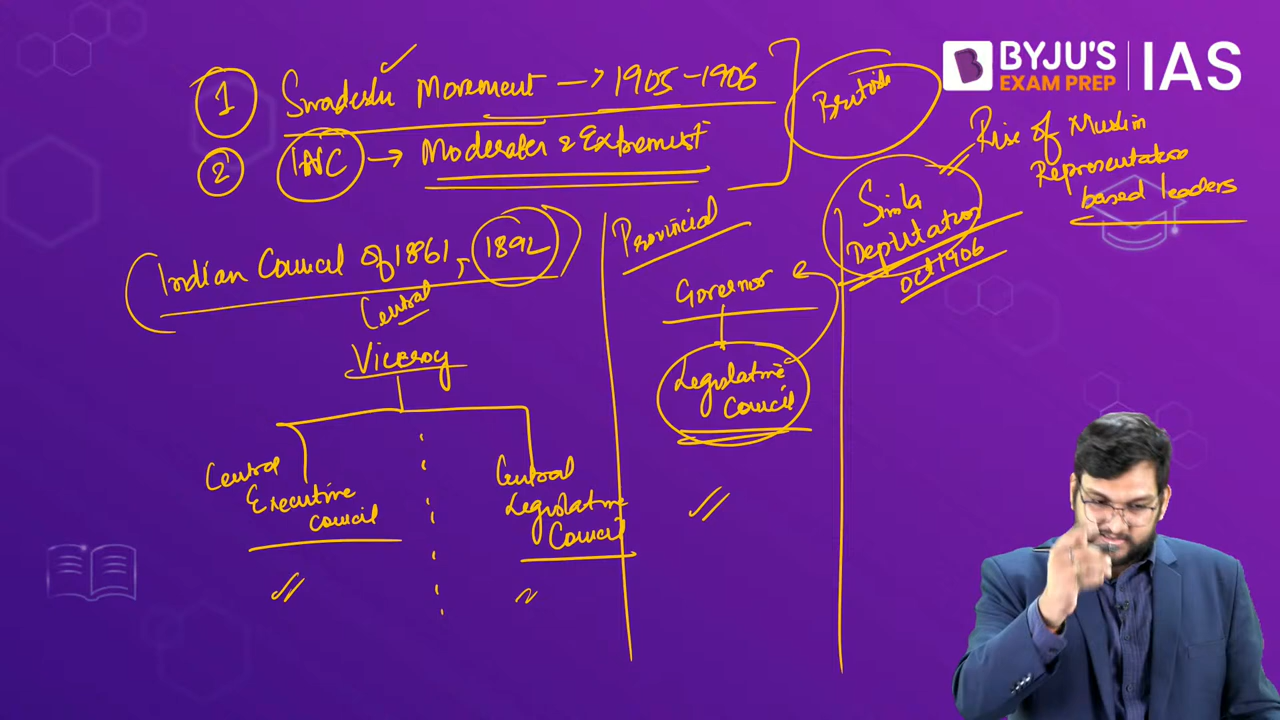 BYJU'S
EXAM PREP
IAS
1 Swadeshi Movement → 1905-1906
2 INC → Moderates & Extremist
British
Rise of Muslim
Representation
based leaders
Simla
Deputation
Oct 1906
Indian Council of 1861, 1892
Central
Viceroy
Central
Executive
Council
Central
Legislative
Council
Provincial
Governor
Legislative
Council